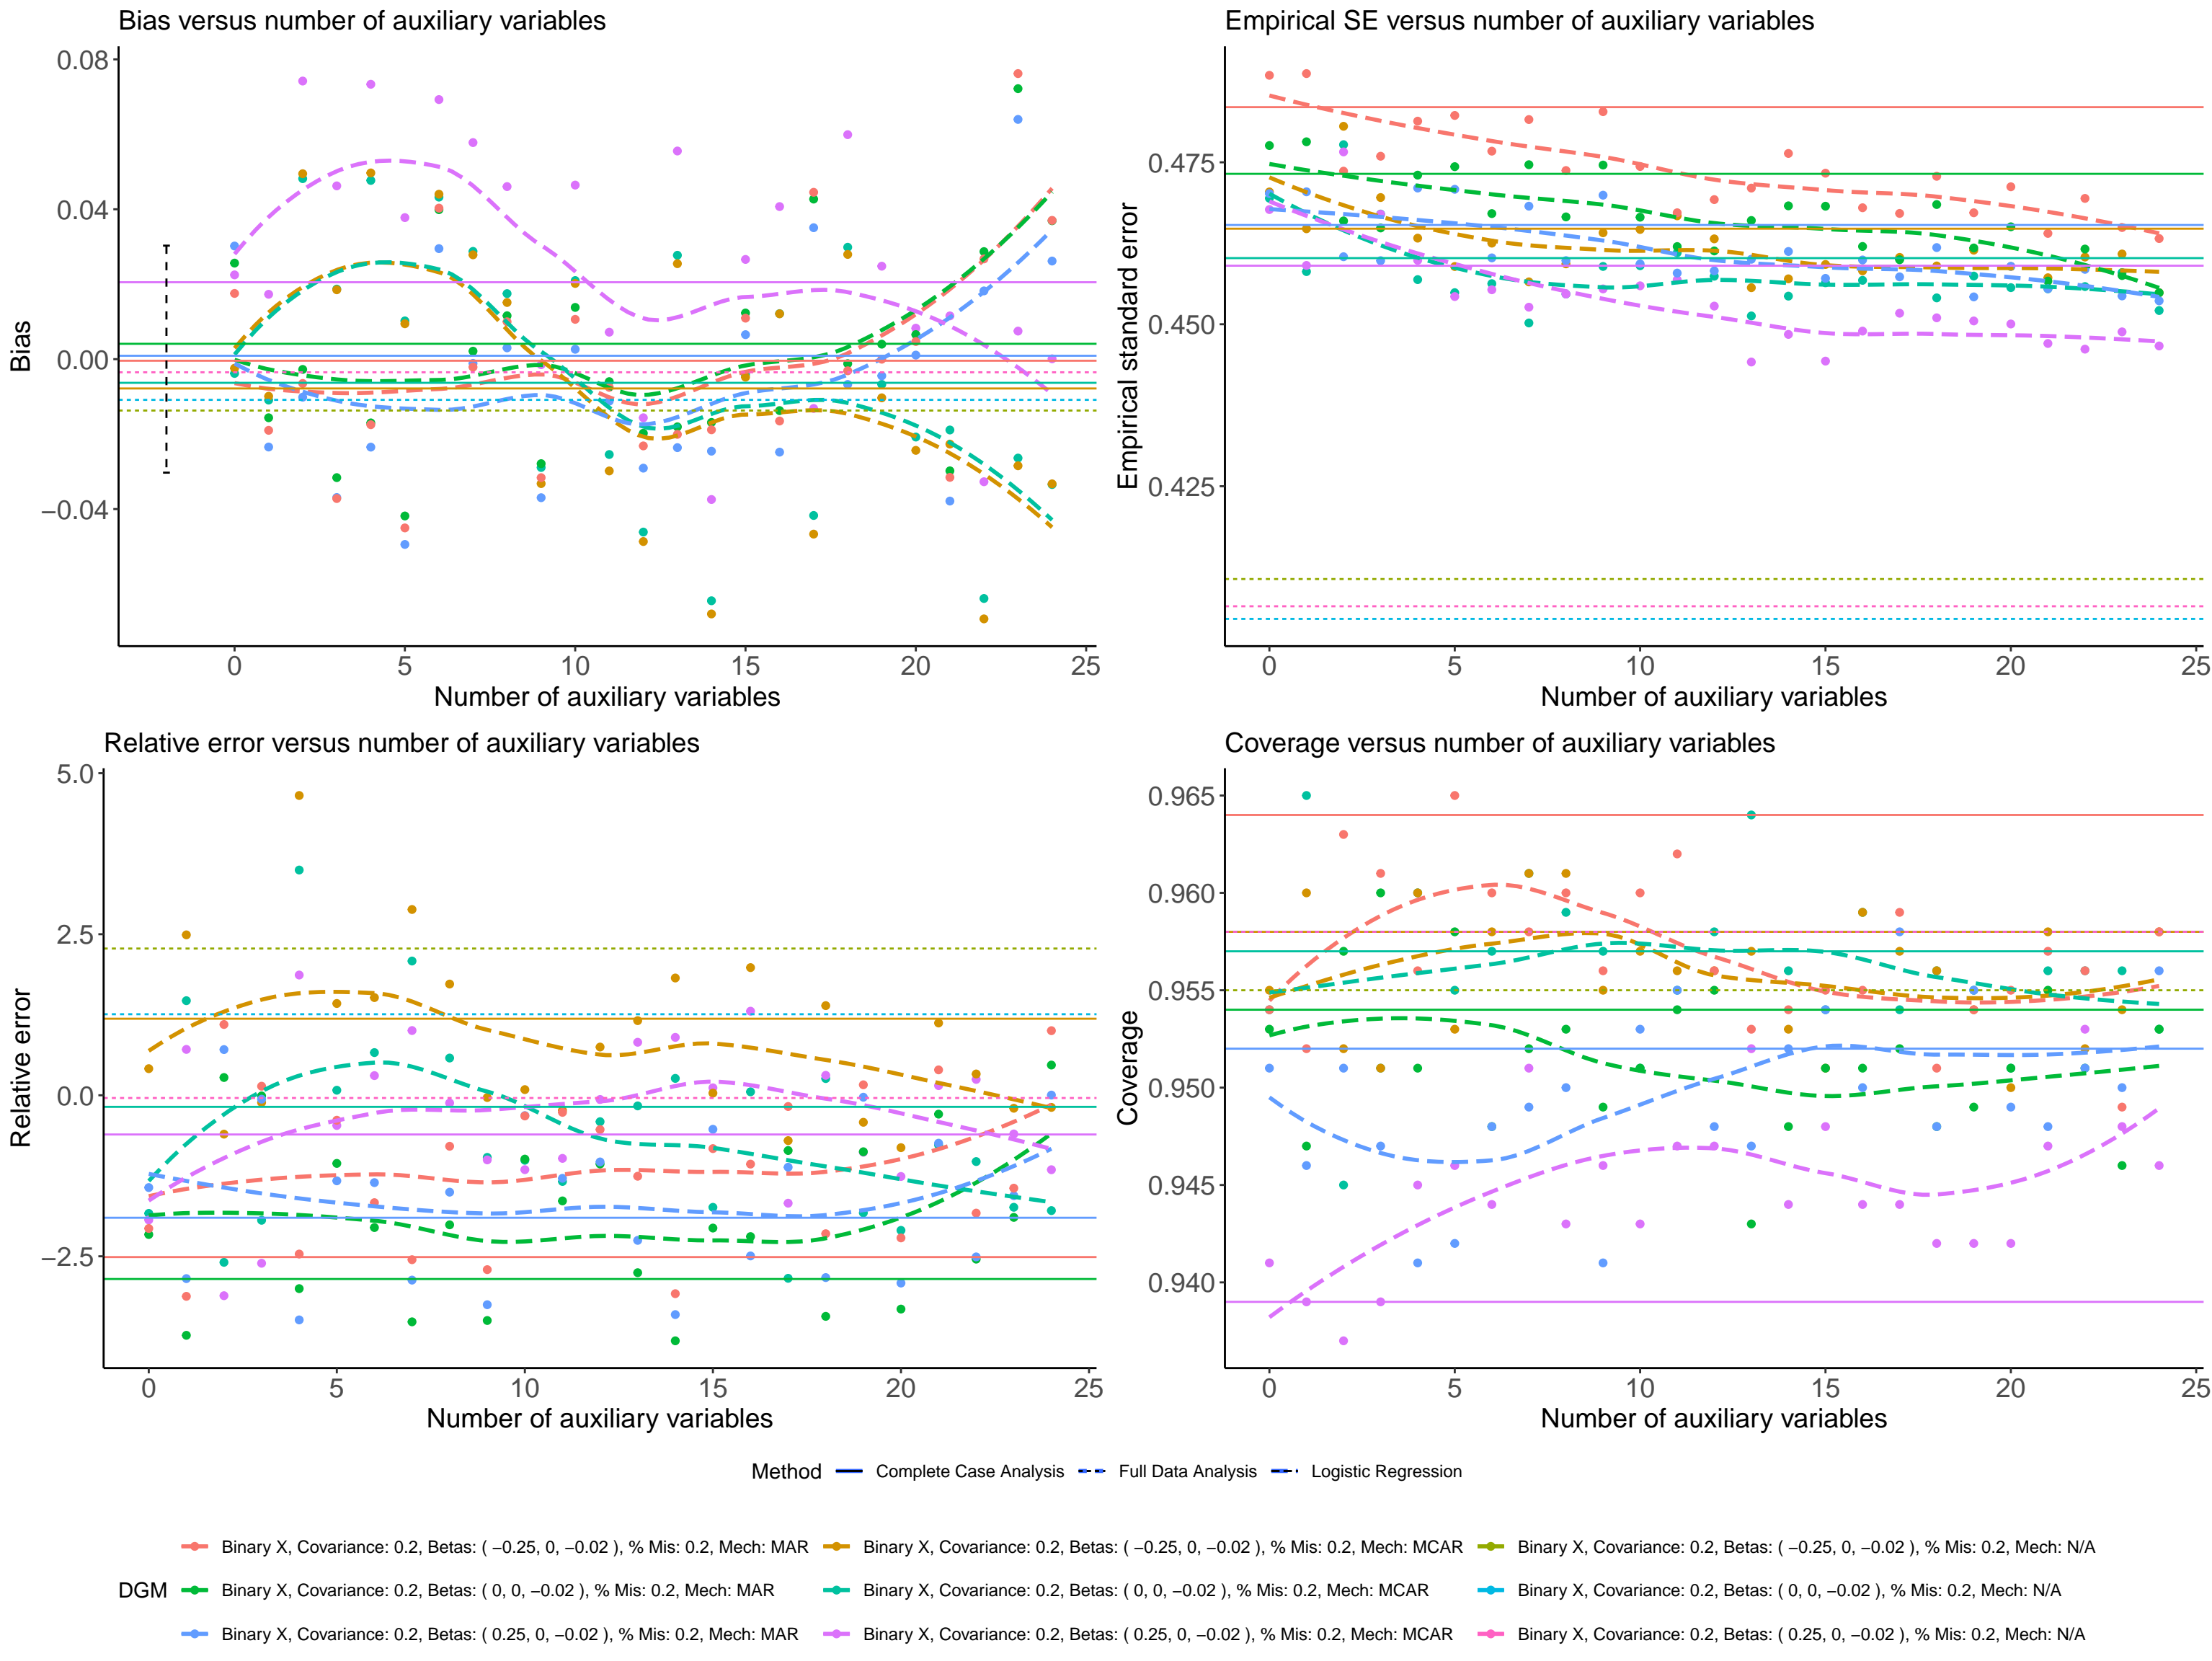 Bias versus number of auxiliary variables
0.08
0.04
0.00
−0.04
Bias
0 5 10 15 20 25
Number of auxiliary variables
Empirical SE versus number of auxiliary variables
0.475
0.450
0.425
Empirical standard error
0 5 10 15 20 25
Number of auxiliary variables
Relative error versus number of auxiliary variables
5.0
2.5
0.0
−2.5
Relative error
0 5 10 15 20 25
Number of auxiliary variables
Coverage versus number of auxiliary variables
0.965
0.960
0.955
0.950
0.945
0.940
Coverage
0 5 10 15 20 25
Number of auxiliary variables
Method Complete Case Analysis Full Data Analysis Logistic Regression
Binary X, Covariance: 0.2, Betas: ( −0.25, 0, −0.02 ), % Mis: 0.2, Mech: MAR Binary X, Covariance: 0.2, Betas: ( −0.25, 0, −0.02 ), % Mis: 0.2, Mech: MCAR Binary X, Covariance: 0.2, Betas: ( −0.25, 0, −0.02 ), % Mis: 0.2, Mech: N/A
DGM Binary X, Covariance: 0.2, Betas: ( 0, 0, −0.02 ), % Mis: 0.2, Mech: MAR Binary X, Covariance: 0.2, Betas: ( 0, 0, −0.02 ), % Mis: 0.2, Mech: MCAR Binary X, Covariance: 0.2, Betas: ( 0, 0, −0.02 ), % Mis: 0.2, Mech: N/A
Binary X, Covariance: 0.2, Betas: ( 0.25, 0, −0.02 ), % Mis: 0.2, Mech: MAR Binary X, Covariance: 0.2, Betas: ( 0.25, 0, −0.02 ), % Mis: 0.2, Mech: MCAR Binary X, Covariance: 0.2, Betas: ( 0.25, 0, −0.02 ), % Mis: 0.2, Mech: N/A